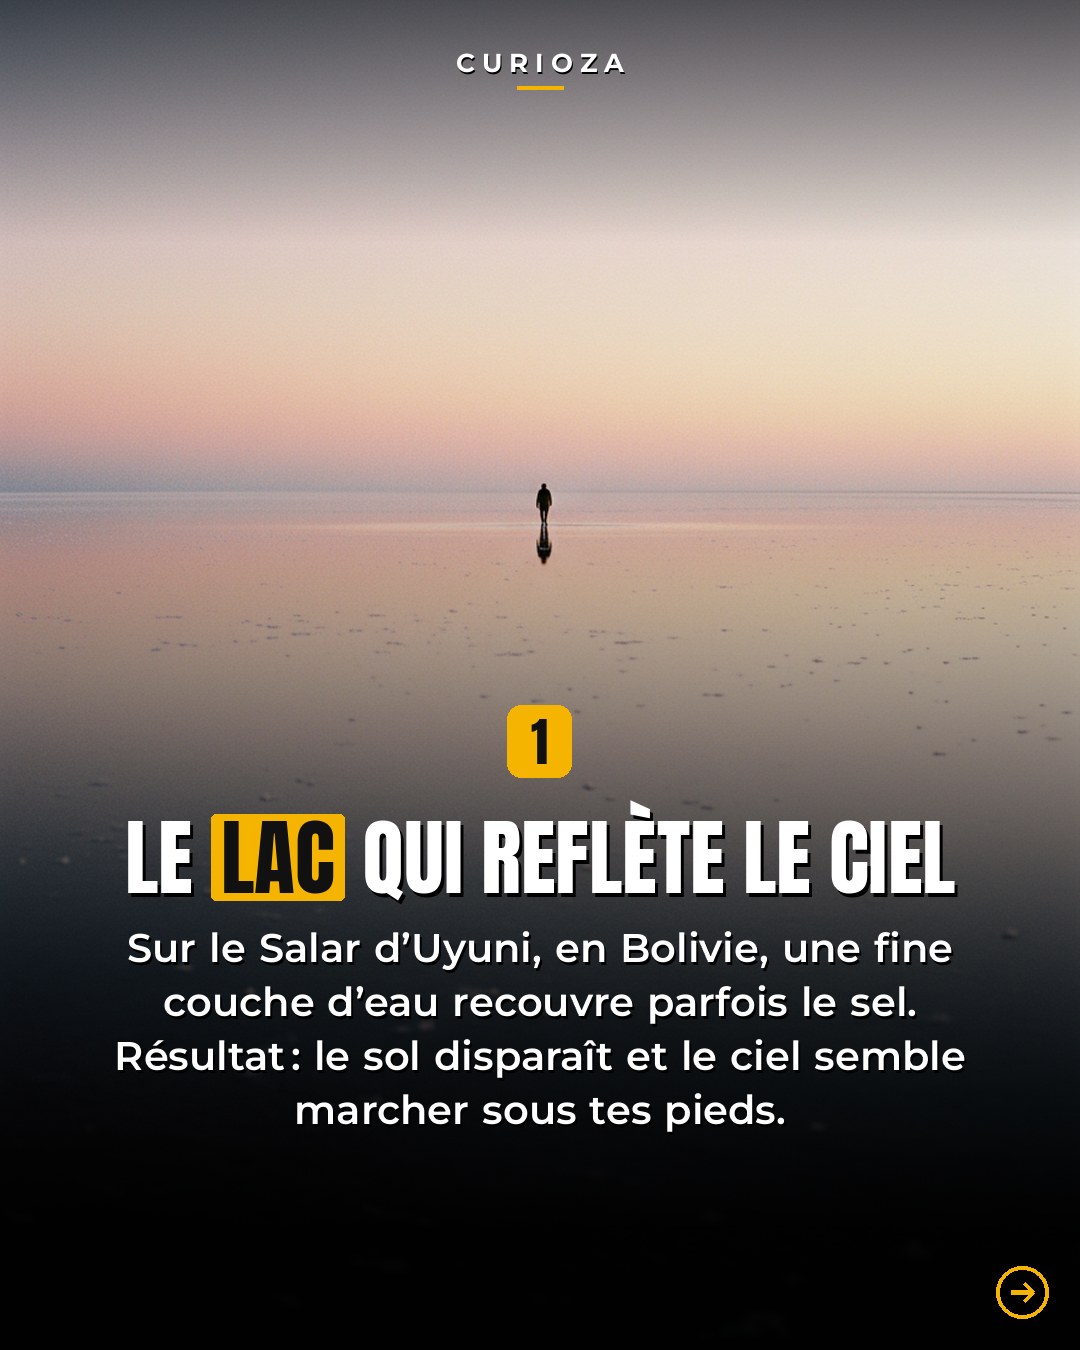 CURIOZA
1
LE LAC QUI REFLÈTE LE CIEL
Sur le Salar d’Uyuni, en Bolivie, une fine
couche d’eau recouvre parfois le sel.
Résultat : le sol disparaît et le ciel semble
marcher sous tes pieds.